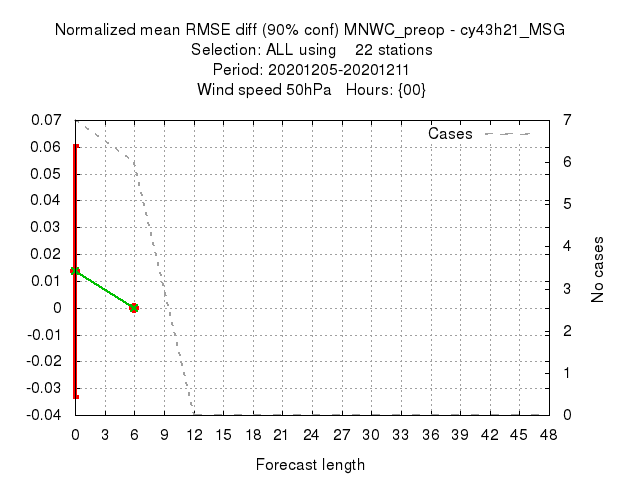 Normalized mean RMSE diff (90% conf) MNWC_preop - cy43h21_MSG
Selection: ALL using 22 stations
Period: 20201205-20201211
Wind speed 50hPa Hours: {00}
Cases
0.07
0.06
0.05
0.04
0.03
0.02
0.01
0
-0.01
-0.02
-0.03
-0.04
7
6
5
4
3
2
1
0
No cases
0 3 6 9 12 15 18 21 24 27 30 33 36 39 42 45 48
Forecast length